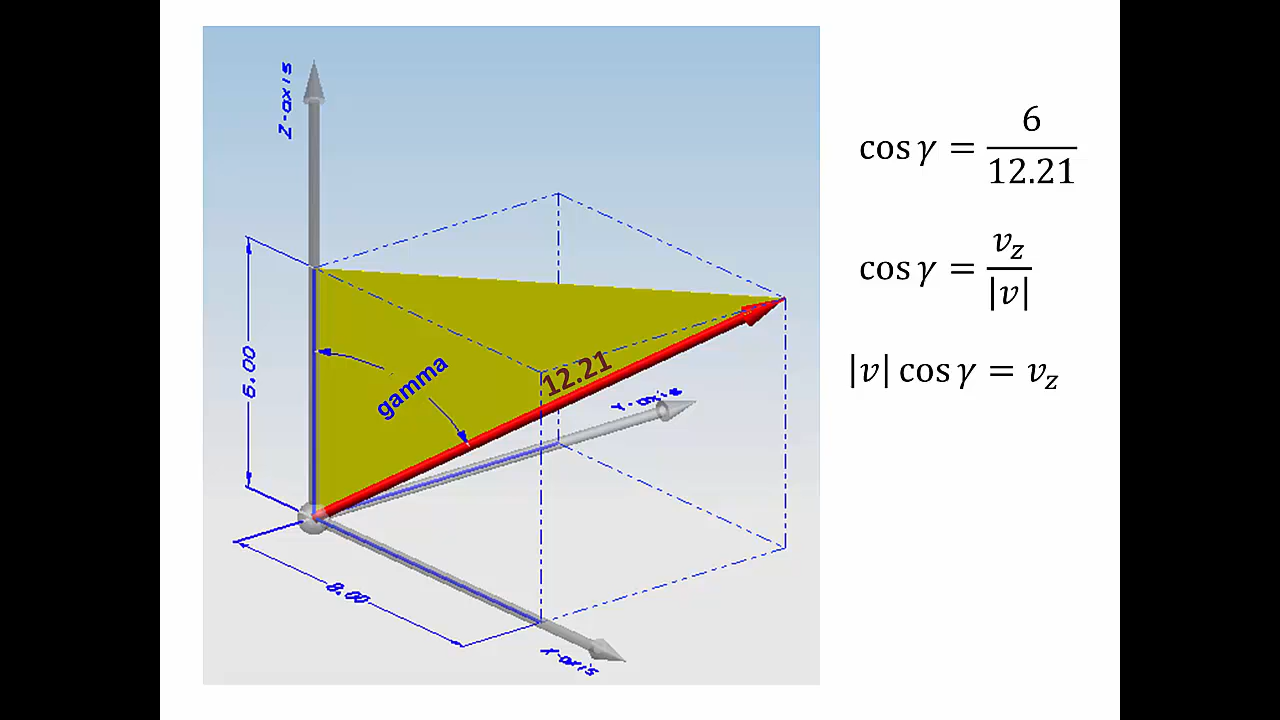 Z-axis
6.00
gamma
12.21
Y-axis
8.00
X-axis
cos γ = 6 / 12.21
cos γ = v_z / |v|
|v| cos γ = v_z